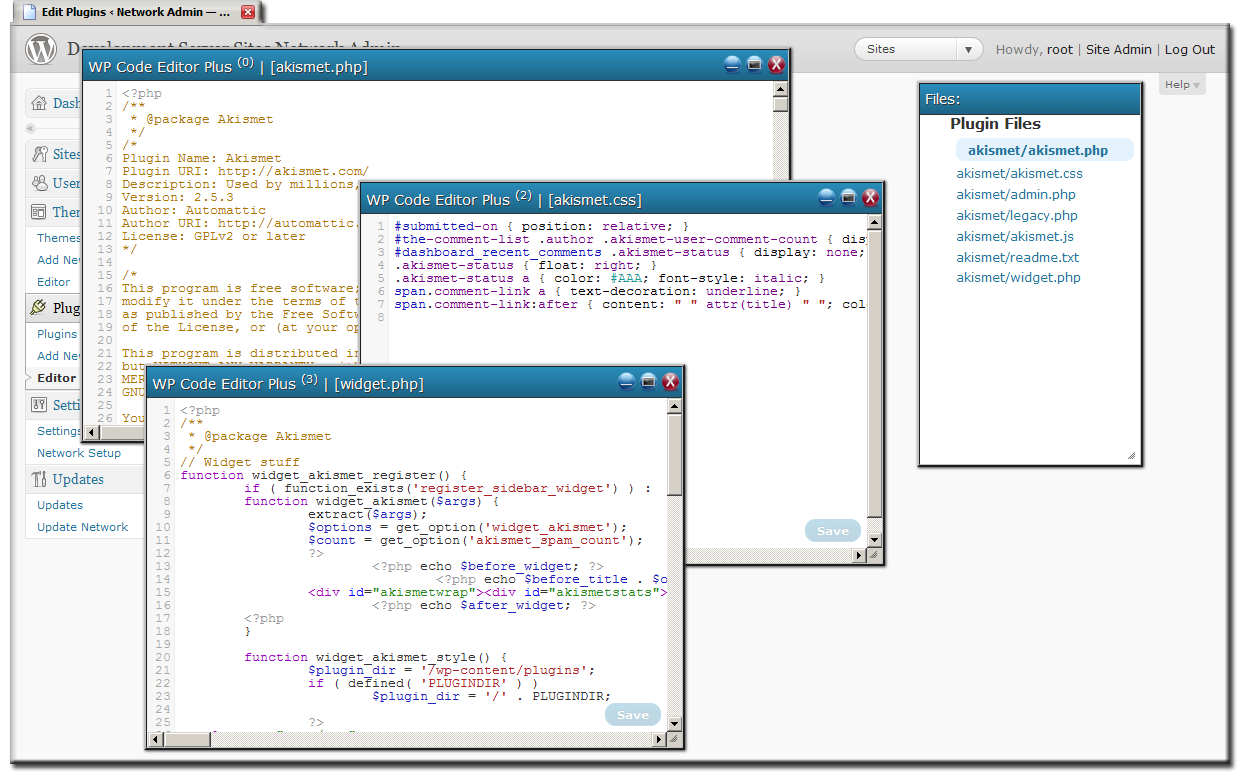 Edit Plugins ‹ Network Admin — ...
Development Server Sites Network Admin
Sites
Howdy, root | Site Admin | Log Out
Help
Dash
Sites
User
Them
Themes
Add Ne
Editor
Plug
Plugins
Add Ne
Editor
Setti
Settings
Network Setup
Updates
Updates
Update Network
WP Code Editor Plus (0) | [akismet.php]
1 <?php
2 /**
3  * @package Akismet
4  */
5 /*
6 Plugin Name: Akismet
7 Plugin URI: http://akismet.com/
8 Description: Used by millions,
9 Version: 2.5.3
10 Author: Automattic
11 Author URI: http://automattic.
12 License: GPLv2 or later
13 */
14
15 /*
16 This program is free software;
17 modify it under the terms of t
18 as published by the Free Softw
19 of the License, or (at your op
20
21 This program is distributed in
22 but WITHOUT ANY WARRANTY
23 MER
24 GNU
25
26 You
WP Code Editor Plus (2) | [akismet.css]
1 #submitted-on { position: relative; }
2 #the-comment-list .author .akismet-user-comment-count { disp
3 #dashboard_recent_comments .akismet-status { display: none;
4 .akismet-status { float: right; }
5 .akismet-status a { color: #AAA; font-style: italic; }
6 span.comment-link a { text-decoration: underline; }
7 span.comment-link:after { content: " " attr(title) " "; col
8
Save
WP Code Editor Plus (3) | [widget.php]
1 <?php
2 /**
3  * @package Akismet
4  */
5 // Widget stuff
6 function widget_akismet_register() {
7         if ( function_exists('register_sidebar_widget') ) :
8         function widget_akismet($args) {
9                 extract($args);
10                 $options = get_option('widget_akismet');
11                 $count = get_option('akismet_spam_count');
12                 ?>
13                         <?php echo $before_widget; ?>
14                                 <?php echo $before_title . $o
15                 <div id="akismetwrap"><div id="akismetstats">
16                         <?php echo $after_widget; ?>
17         <?php
18         }
19
20         function widget_akismet_style() {
21                 $plugin_dir = '/wp-content/plugins';
22                 if ( defined( 'PLUGINDIR' ) )
23                         $plugin_dir = '/' . PLUGINDIR;
24
25                 ?>
Save
Files:
Plugin Files
akismet/akismet.php
akismet/akismet.css
akismet/admin.php
akismet/legacy.php
akismet/akismet.js
akismet/readme.txt
akismet/widget.php